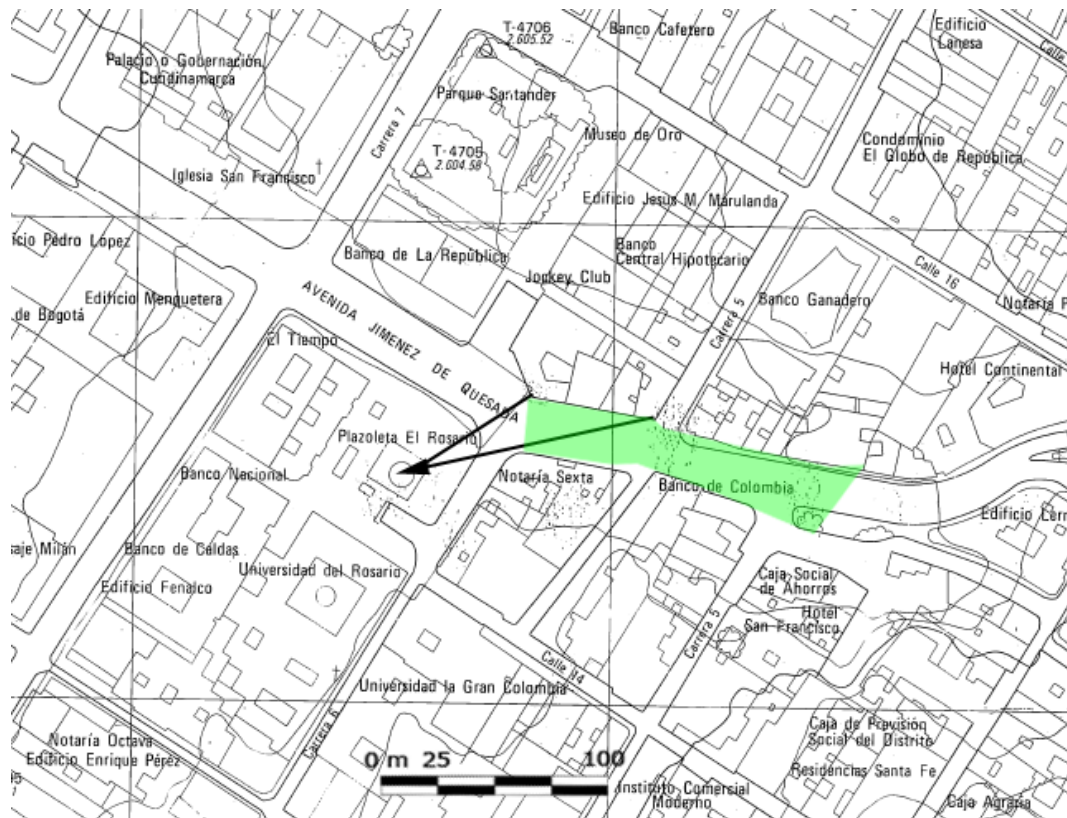 T-4706
2.605.52
Banco Cafetero
Edificio
Lanesa
Calle
Palacio o Gobernación
Cundinamarca
Parque Santander
Carrera 7
Museo de Oro
T-4705
2.604.58
Condominio
El Globo de República
Iglesia San Francisco
Edificio Jesús M. Marulanda
icio Pedro Lopez
Banco de La República
Banco
Central Hipotecario
Calle 16
Jockey Club
Edificio Menquetera
de Bogotá
AVENIDA JIMENEZ DE QUESADA
Banco Ganadero
Notaría P
Carrera 5
El Tiempo
Hotel Continental
Plazoleta El Rosario
Banco Nacional
Notaría Sexta
Banco de Colombia
Edificio Lern
saje Milán
Banco de Caldas
Universidad del Rosario
Edificio Fenalco
Caja Social
de Ahorros
Hotel
San Francisco
Carrera 5
Calle 14
Universidad la Gran Colombia
Carrera 6
Caja de Previsión
Social del Distrito
Notaría Octava
Edificio Enrique Pérez
0 m 25 100
Residencias Santa Fe
Instituto Comercial
Moderno
Caja Agraria